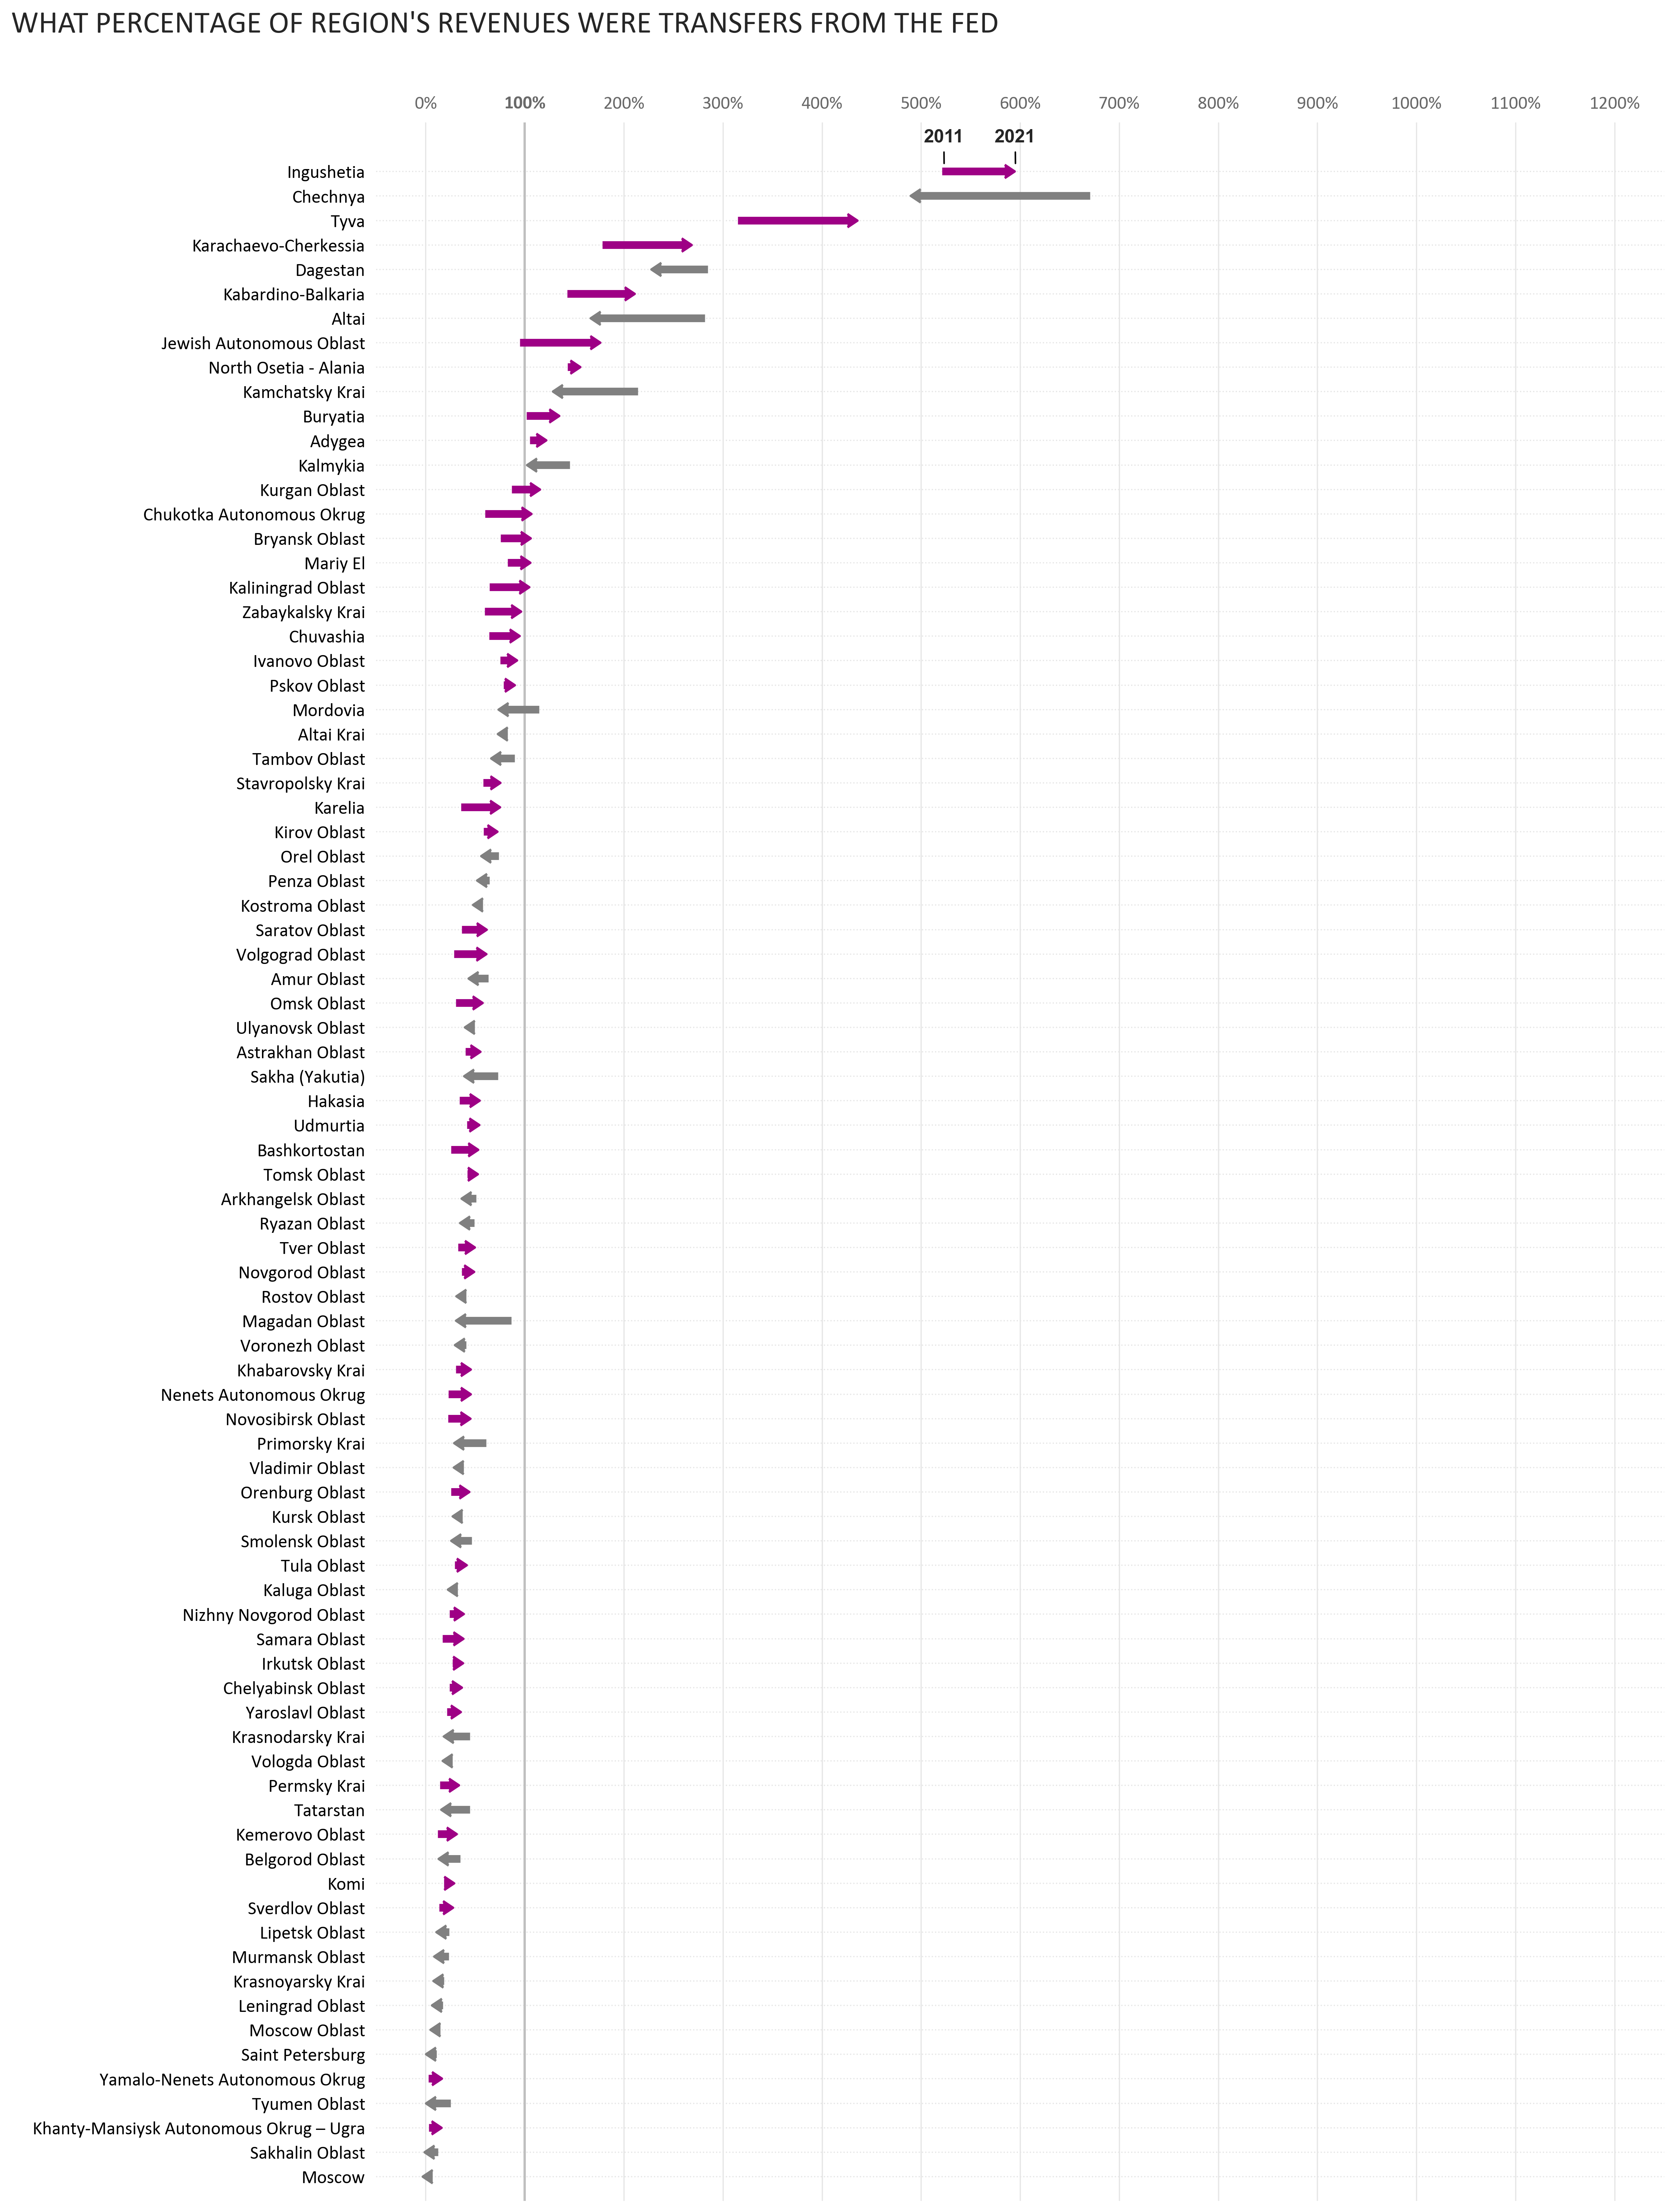 WHAT PERCENTAGE OF REGION'S REVENUES WERE TRANSFERS FROM THE FED
0% 100% 200% 300% 400% 500% 600% 700% 800% 900% 1000% 1100% 1200%
2011 2021
Ingushetia
Chechnya
Tyva
Karachaevo-Cherkessia
Dagestan
Kabardino-Balkaria
Altai
Jewish Autonomous Oblast
North Osetia - Alania
Kamchatsky Krai
Buryatia
Adygea
Kalmykia
Kurgan Oblast
Chukotka Autonomous Okrug
Bryansk Oblast
Mariy El
Kaliningrad Oblast
Zabaykalsky Krai
Chuvashia
Ivanovo Oblast
Pskov Oblast
Mordovia
Altai Krai
Tambov Oblast
Stavropolsky Krai
Karelia
Kirov Oblast
Orel Oblast
Penza Oblast
Kostroma Oblast
Saratov Oblast
Volgograd Oblast
Amur Oblast
Omsk Oblast
Ulyanovsk Oblast
Astrakhan Oblast
Sakha (Yakutia)
Hakasia
Udmurtia
Bashkortostan
Tomsk Oblast
Arkhangelsk Oblast
Ryazan Oblast
Tver Oblast
Novgorod Oblast
Rostov Oblast
Magadan Oblast
Voronezh Oblast
Khabarovsky Krai
Nenets Autonomous Okrug
Novosibirsk Oblast
Primorsky Krai
Vladimir Oblast
Orenburg Oblast
Kursk Oblast
Smolensk Oblast
Tula Oblast
Kaluga Oblast
Nizhny Novgorod Oblast
Samara Oblast
Irkutsk Oblast
Chelyabinsk Oblast
Yaroslavl Oblast
Krasnodarsky Krai
Vologda Oblast
Permsky Krai
Tatarstan
Kemerovo Oblast
Belgorod Oblast
Komi
Sverdlov Oblast
Lipetsk Oblast
Murmansk Oblast
Krasnoyarsky Krai
Leningrad Oblast
Moscow Oblast
Saint Petersburg
Yamalo-Nenets Autonomous Okrug
Tyumen Oblast
Khanty-Mansiysk Autonomous Okrug – Ugra
Sakhalin Oblast
Moscow